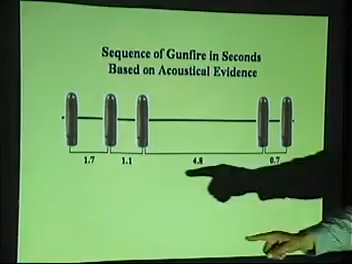 Sequence of Gunfire in Seconds
Based on Acoustical Evidence
1.7 1.1 4.8 0.7